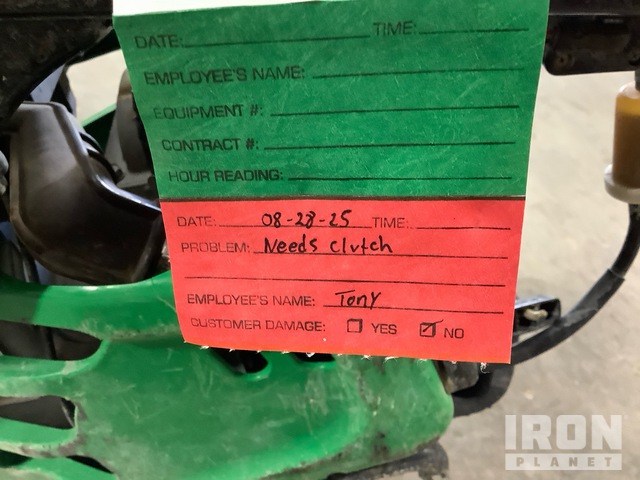 DATE: TIME:
EMPLOYEE'S NAME:
EQUIPMENT #:
CONTRACT #:
HOUR READING:
DATE: 08-28-25 TIME:
PROBLEM: Needs clutch
EMPLOYEE'S NAME: Tony
CUSTOMER DAMAGE: YES NO
IRON
PLANET